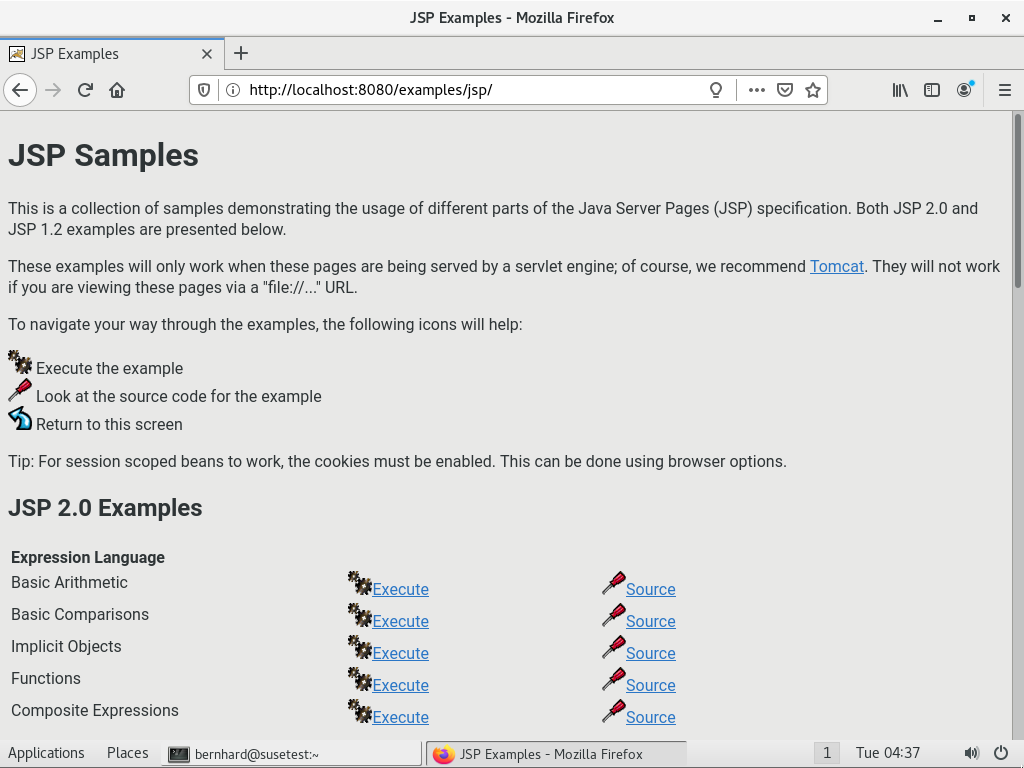 JSP Examples - Mozilla Firefox
JSP Examples
http://localhost:8080/examples/jsp/
JSP Samples
This is a collection of samples demonstrating the usage of different parts of the Java Server Pages (JSP) specification. Both JSP 2.0 and
JSP 1.2 examples are presented below.
These examples will only work when these pages are being served by a servlet engine; of course, we recommend Tomcat. They will not work
if you are viewing these pages via a "file://..." URL.
To navigate your way through the examples, the following icons will help:
Execute the example
Look at the source code for the example
Return to this screen
Tip: For session scoped beans to work, the cookies must be enabled. This can be done using browser options.
JSP 2.0 Examples
Expression Language
Basic Arithmetic Execute Source
Basic Comparisons Execute Source
Implicit Objects Execute Source
Functions Execute Source
Composite Expressions Execute Source
Applications Places bernhard@susetest:~ JSP Examples - Mozilla Firefox 1 Tue 04:37